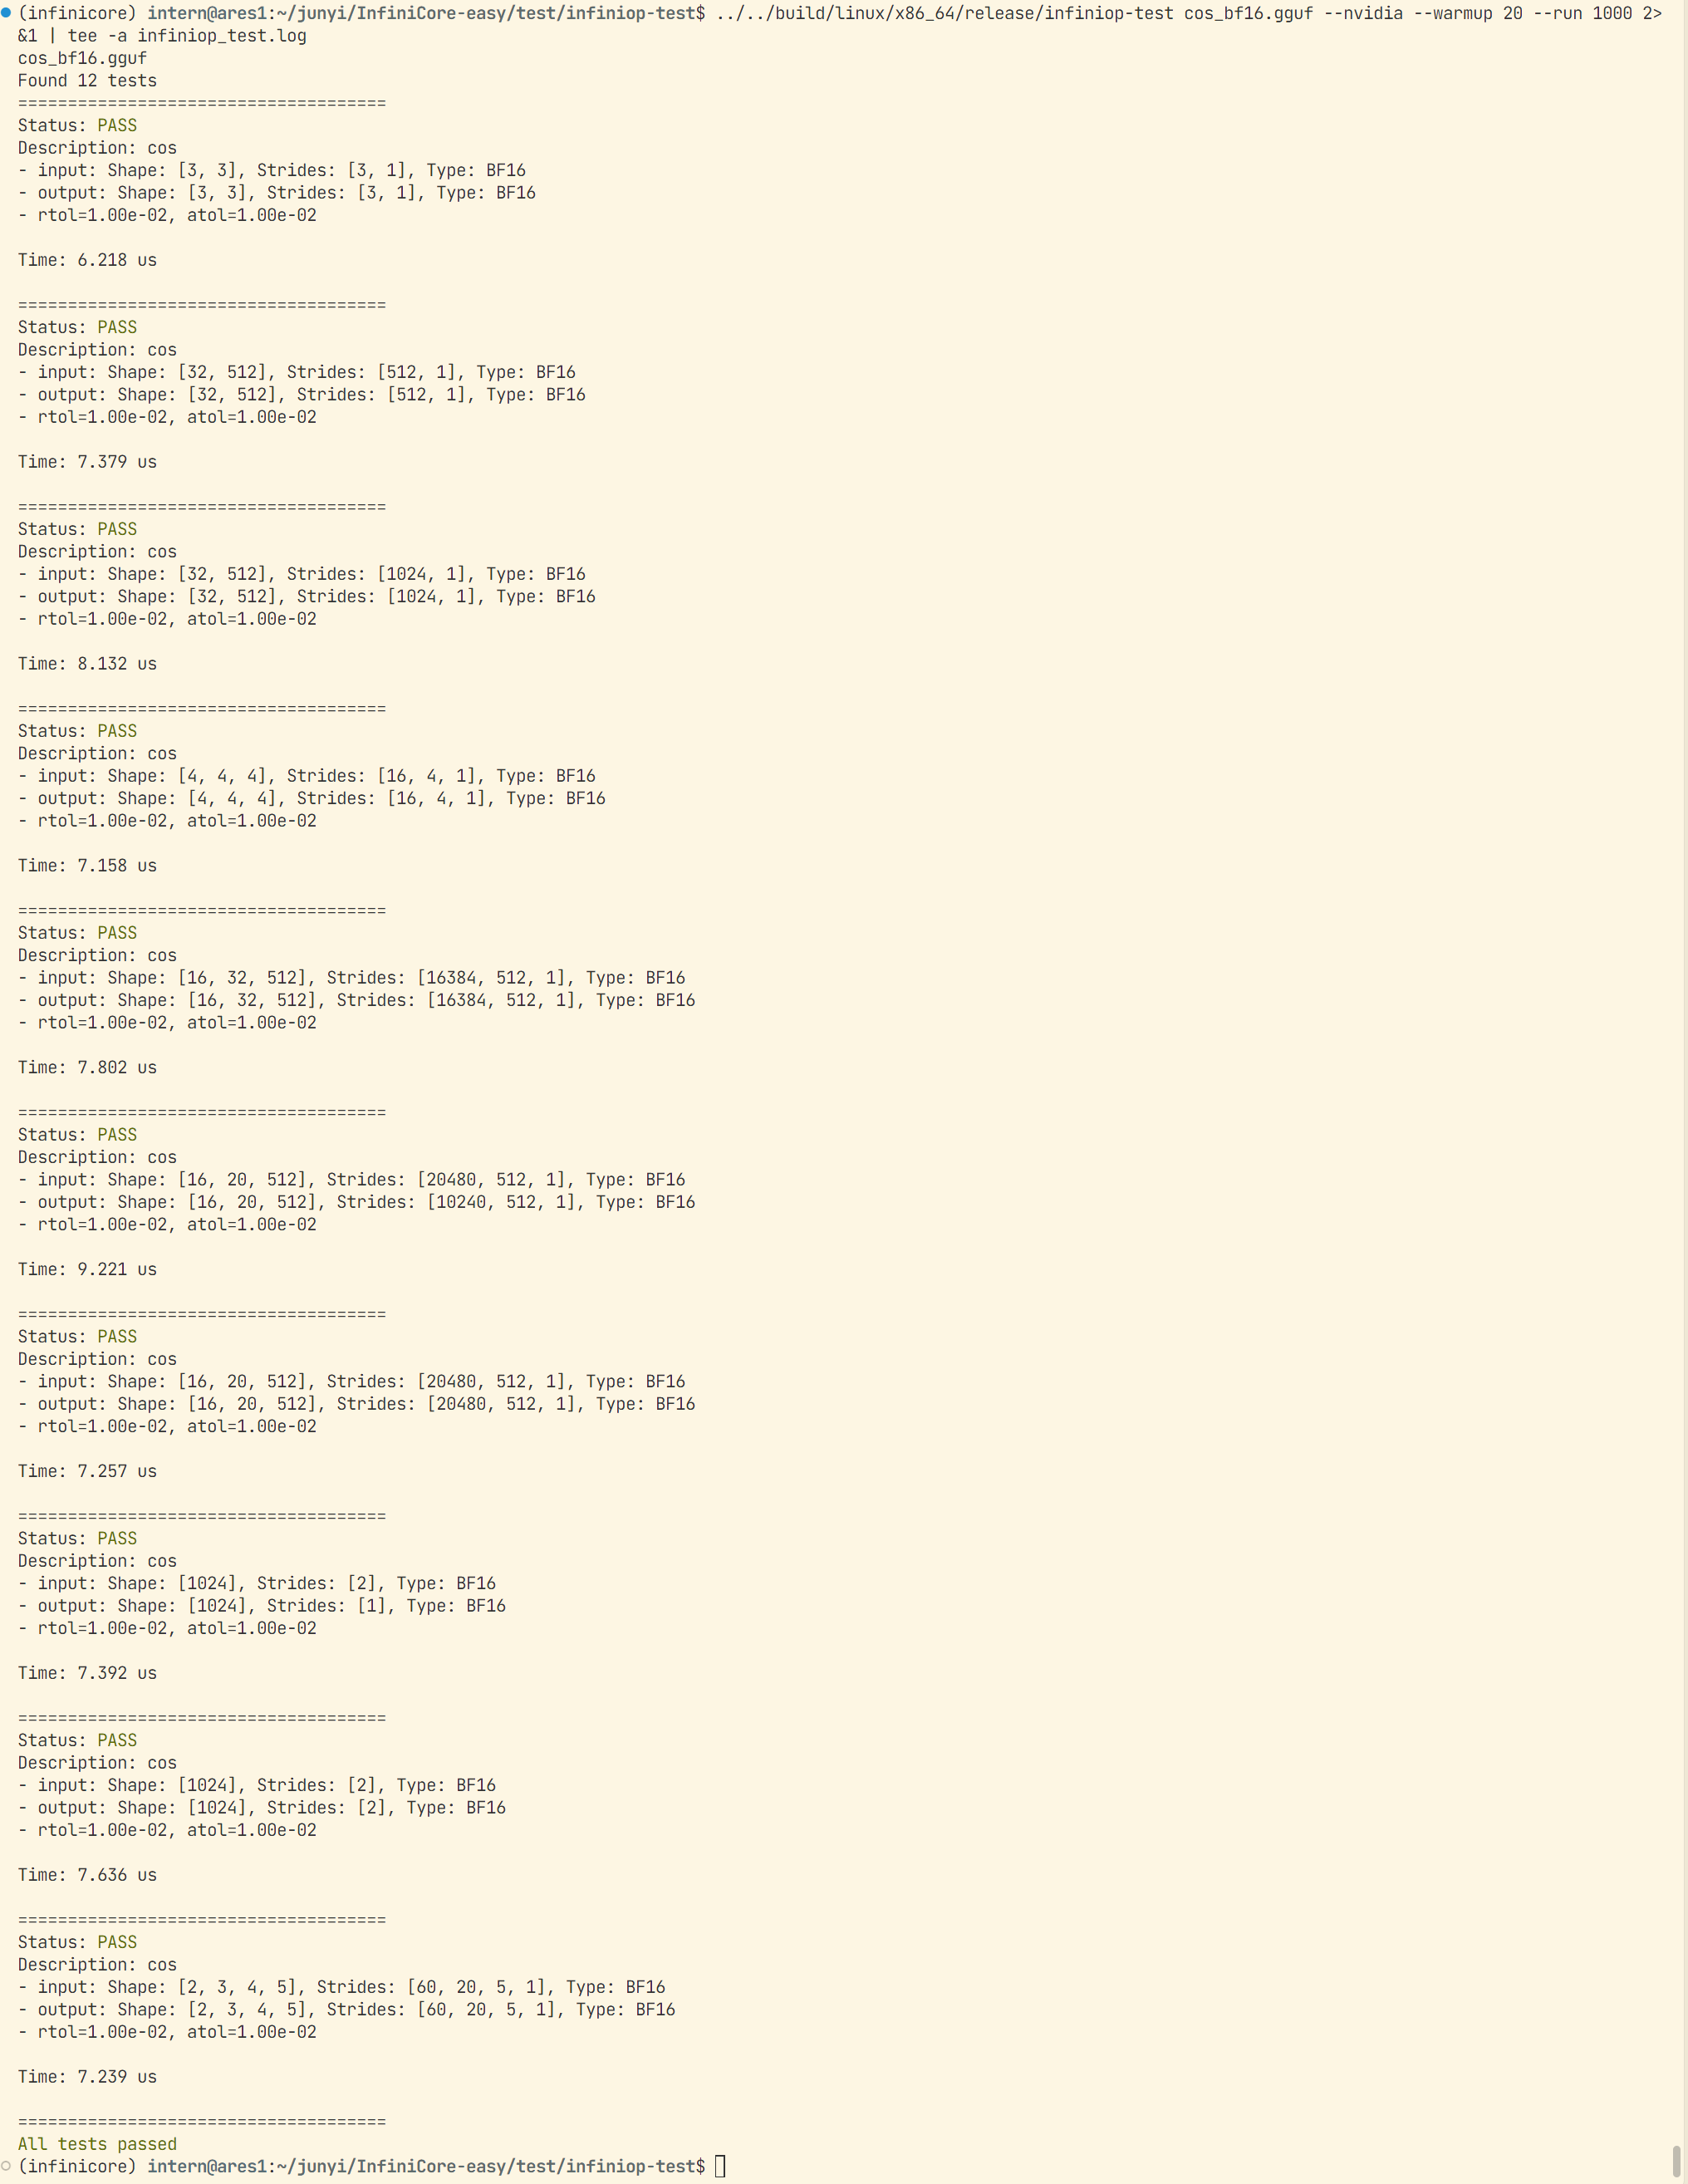 (infinicore) intern@ares1:~/junyi/InfiniCore-easy/test/infiniop-test$ ../../build/linux/x86_64/release/infiniop-test cos_bf16.gguf --nvidia --warmup 20 --run 1000 2>
&1 | tee -a infiniop_test.log
cos_bf16.gguf
Found 12 tests
=====================================
Status: PASS
Description: cos
- input: Shape: [3, 3], Strides: [3, 1], Type: BF16
- output: Shape: [3, 3], Strides: [3, 1], Type: BF16
- rtol=1.00e-02, atol=1.00e-02
Time: 6.218 us
=====================================
Status: PASS
Description: cos
- input: Shape: [32, 512], Strides: [512, 1], Type: BF16
- output: Shape: [32, 512], Strides: [512, 1], Type: BF16
- rtol=1.00e-02, atol=1.00e-02
Time: 7.379 us
=====================================
Status: PASS
Description: cos
- input: Shape: [32, 512], Strides: [1024, 1], Type: BF16
- output: Shape: [32, 512], Strides: [1024, 1], Type: BF16
- rtol=1.00e-02, atol=1.00e-02
Time: 8.132 us
=====================================
Status: PASS
Description: cos
- input: Shape: [4, 4, 4], Strides: [16, 4, 1], Type: BF16
- output: Shape: [4, 4, 4], Strides: [16, 4, 1], Type: BF16
- rtol=1.00e-02, atol=1.00e-02
Time: 7.158 us
=====================================
Status: PASS
Description: cos
- input: Shape: [16, 32, 512], Strides: [16384, 512, 1], Type: BF16
- output: Shape: [16, 32, 512], Strides: [16384, 512, 1], Type: BF16
- rtol=1.00e-02, atol=1.00e-02
Time: 7.802 us
=====================================
Status: PASS
Description: cos
- input: Shape: [16, 20, 512], Strides: [20480, 512, 1], Type: BF16
- output: Shape: [16, 20, 512], Strides: [10240, 512, 1], Type: BF16
- rtol=1.00e-02, atol=1.00e-02
Time: 9.221 us
=====================================
Status: PASS
Description: cos
- input: Shape: [16, 20, 512], Strides: [20480, 512, 1], Type: BF16
- output: Shape: [16, 20, 512], Strides: [20480, 512, 1], Type: BF16
- rtol=1.00e-02, atol=1.00e-02
Time: 7.257 us
=====================================
Status: PASS
Description: cos
- input: Shape: [1024], Strides: [2], Type: BF16
- output: Shape: [1024], Strides: [1], Type: BF16
- rtol=1.00e-02, atol=1.00e-02
Time: 7.392 us
=====================================
Status: PASS
Description: cos
- input: Shape: [1024], Strides: [2], Type: BF16
- output: Shape: [1024], Strides: [2], Type: BF16
- rtol=1.00e-02, atol=1.00e-02
Time: 7.636 us
=====================================
Status: PASS
Description: cos
- input: Shape: [2, 3, 4, 5], Strides: [60, 20, 5, 1], Type: BF16
- output: Shape: [2, 3, 4, 5], Strides: [60, 20, 5, 1], Type: BF16
- rtol=1.00e-02, atol=1.00e-02
Time: 7.239 us
=====================================
All tests passed
(infinicore) intern@ares1:~/junyi/InfiniCore-easy/test/infiniop-test$